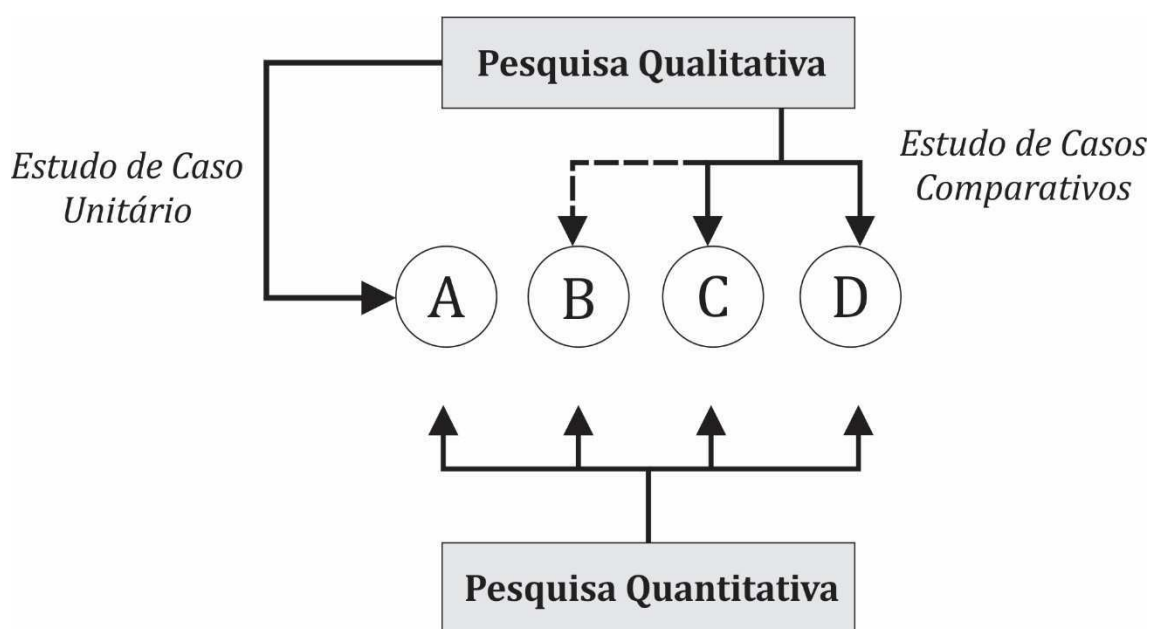 Pesquisa Qualitativa
Estudo de Caso
Unitário
Estudo de Casos
Comparativos
A
B
C
D
Pesquisa Quantitativa